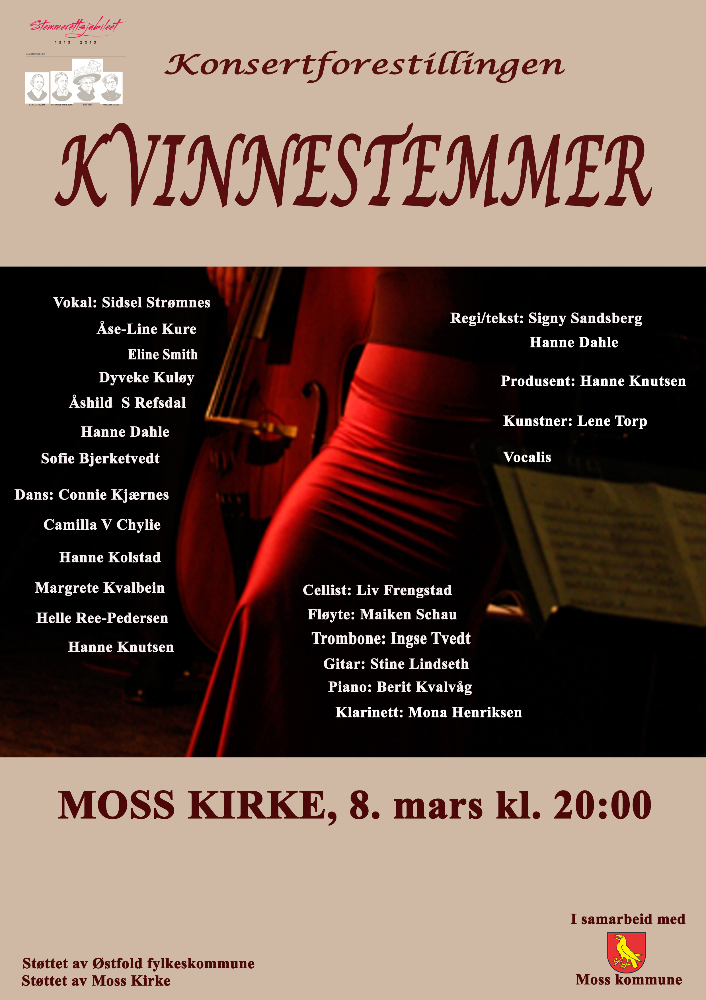 Stemmerettsjubileet
1913 | 2013
ILLUSTRASJONER
CAMILLA COLLETT
FREDRIKKE MARIE QVAM
GINA KROG
FERNANDA NISSEN
Konsertforestillingen
KVINNESTEMMER
Vokal: Sidsel Strømnes
Åse-Line Kure
Eline Smith
Dyveke Kuløy
Åshild S Refsdal
Hanne Dahle
Sofie Bjerketvedt
Dans: Connie Kjærnes
Camilla V Chylie
Hanne Kolstad
Margrete Kvalbein
Helle Ree-Pedersen
Hanne Knutsen
Regi/tekst: Signy Sandsberg
Hanne Dahle
Produsent: Hanne Knutsen
Kunstner: Lene Torp
Vocalis
Cellist: Liv Frengstad
Fløyte: Maiken Schau
Trombone: Ingse Tvedt
Gitar: Stine Lindseth
Piano: Berit Kvalvåg
Klarinett: Mona Henriksen
MOSS KIRKE, 8. mars kl. 20:00
Støttet av Østfold fylkeskommune
Støttet av Moss Kirke
I samarbeid med
Moss kommune